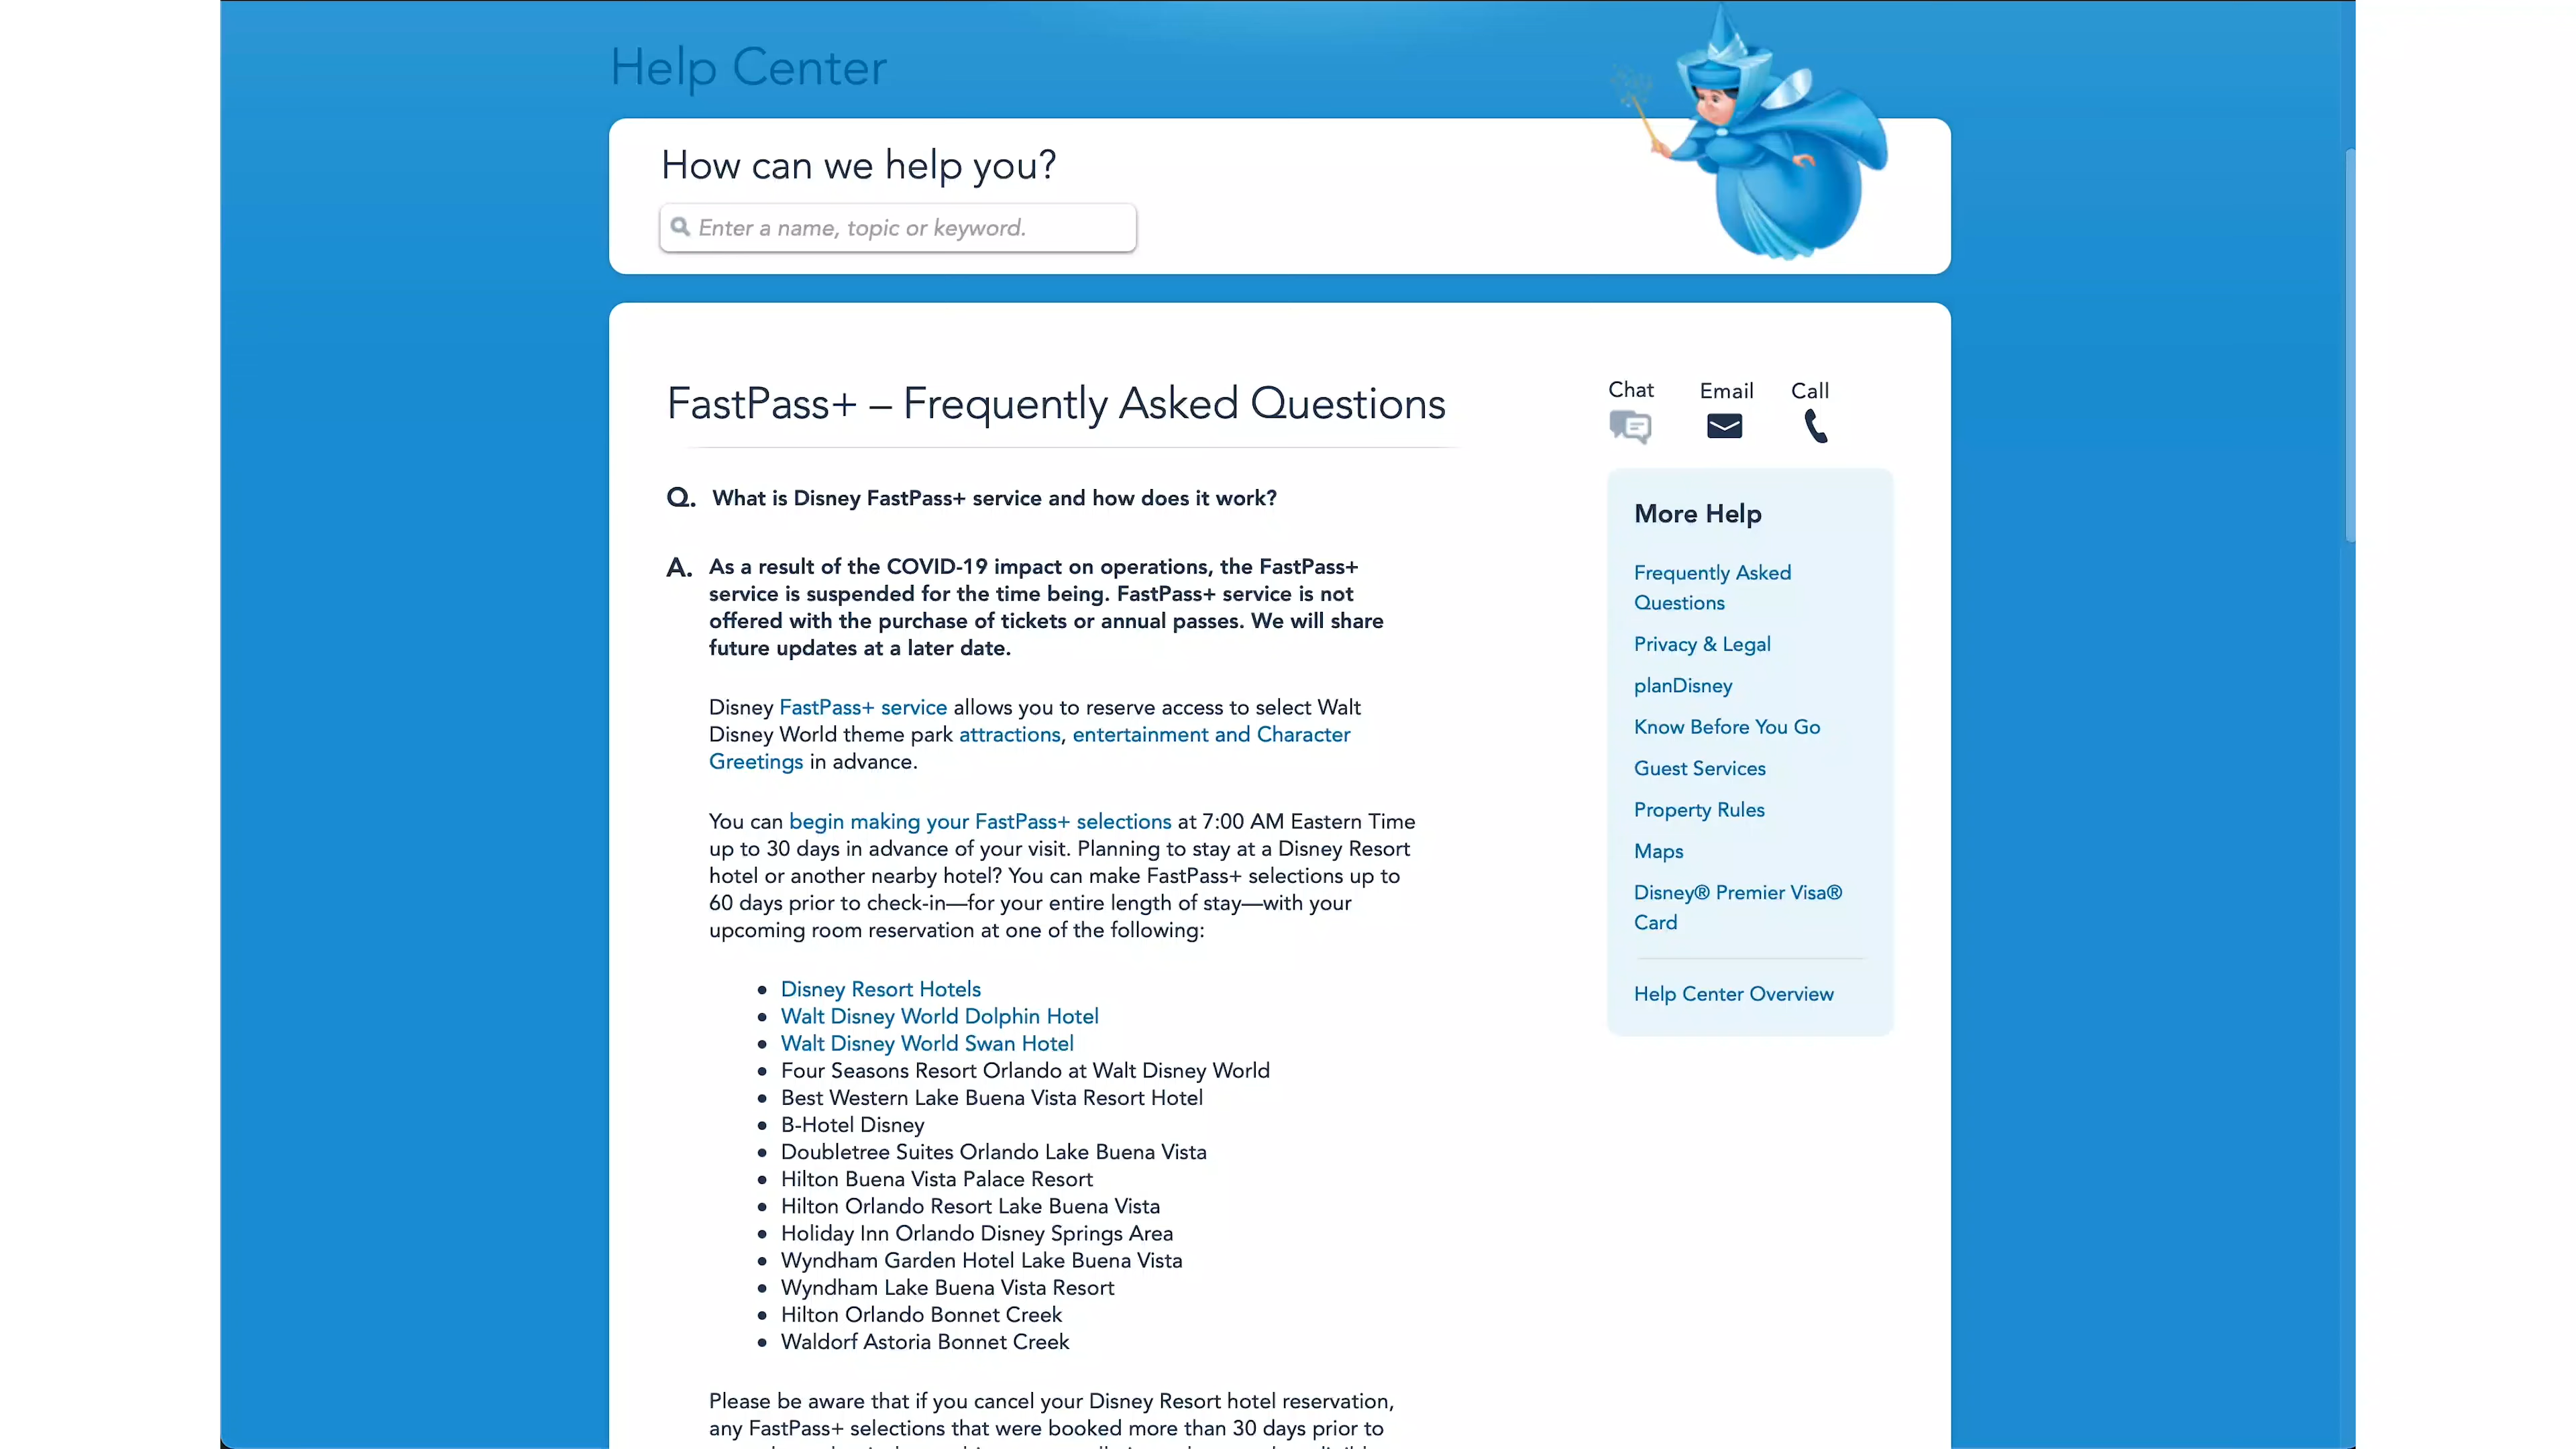 Help Center
How can we help you?
Enter a name, topic or keyword.
FastPass+ – Frequently Asked Questions
Q. What is Disney FastPass+ service and how does it work?
A. As a result of the COVID-19 impact on operations, the FastPass+
service is suspended for the time being. FastPass+ service is not
offered with the purchase of tickets or annual passes. We will share
future updates at a later date.
Disney FastPass+ service allows you to reserve access to select Walt
Disney World theme park attractions, entertainment and Character
Greetings in advance.
You can begin making your FastPass+ selections at 7:00 AM Eastern Time
up to 30 days in advance of your visit. Planning to stay at a Disney Resort
hotel or another nearby hotel? You can make FastPass+ selections up to
60 days prior to check-in—for your entire length of stay—with your
upcoming room reservation at one of the following:
• Disney Resort Hotels
• Walt Disney World Dolphin Hotel
• Walt Disney World Swan Hotel
• Four Seasons Resort Orlando at Walt Disney World
• Best Western Lake Buena Vista Resort Hotel
• B-Hotel Disney
• Doubletree Suites Orlando Lake Buena Vista
• Hilton Buena Vista Palace Resort
• Hilton Orlando Resort Lake Buena Vista
• Holiday Inn Orlando Disney Springs Area
• Wyndham Garden Hotel Lake Buena Vista
• Wyndham Lake Buena Vista Resort
• Hilton Orlando Bonnet Creek
• Waldorf Astoria Bonnet Creek
Please be aware that if you cancel your Disney Resort hotel reservation,
any FastPass+ selections that were booked more than 30 days prior to
Chat Email Call
More Help
Frequently Asked
Questions
Privacy & Legal
planDisney
Know Before You Go
Guest Services
Property Rules
Maps
Disney® Premier Visa®
Card
Help Center Overview